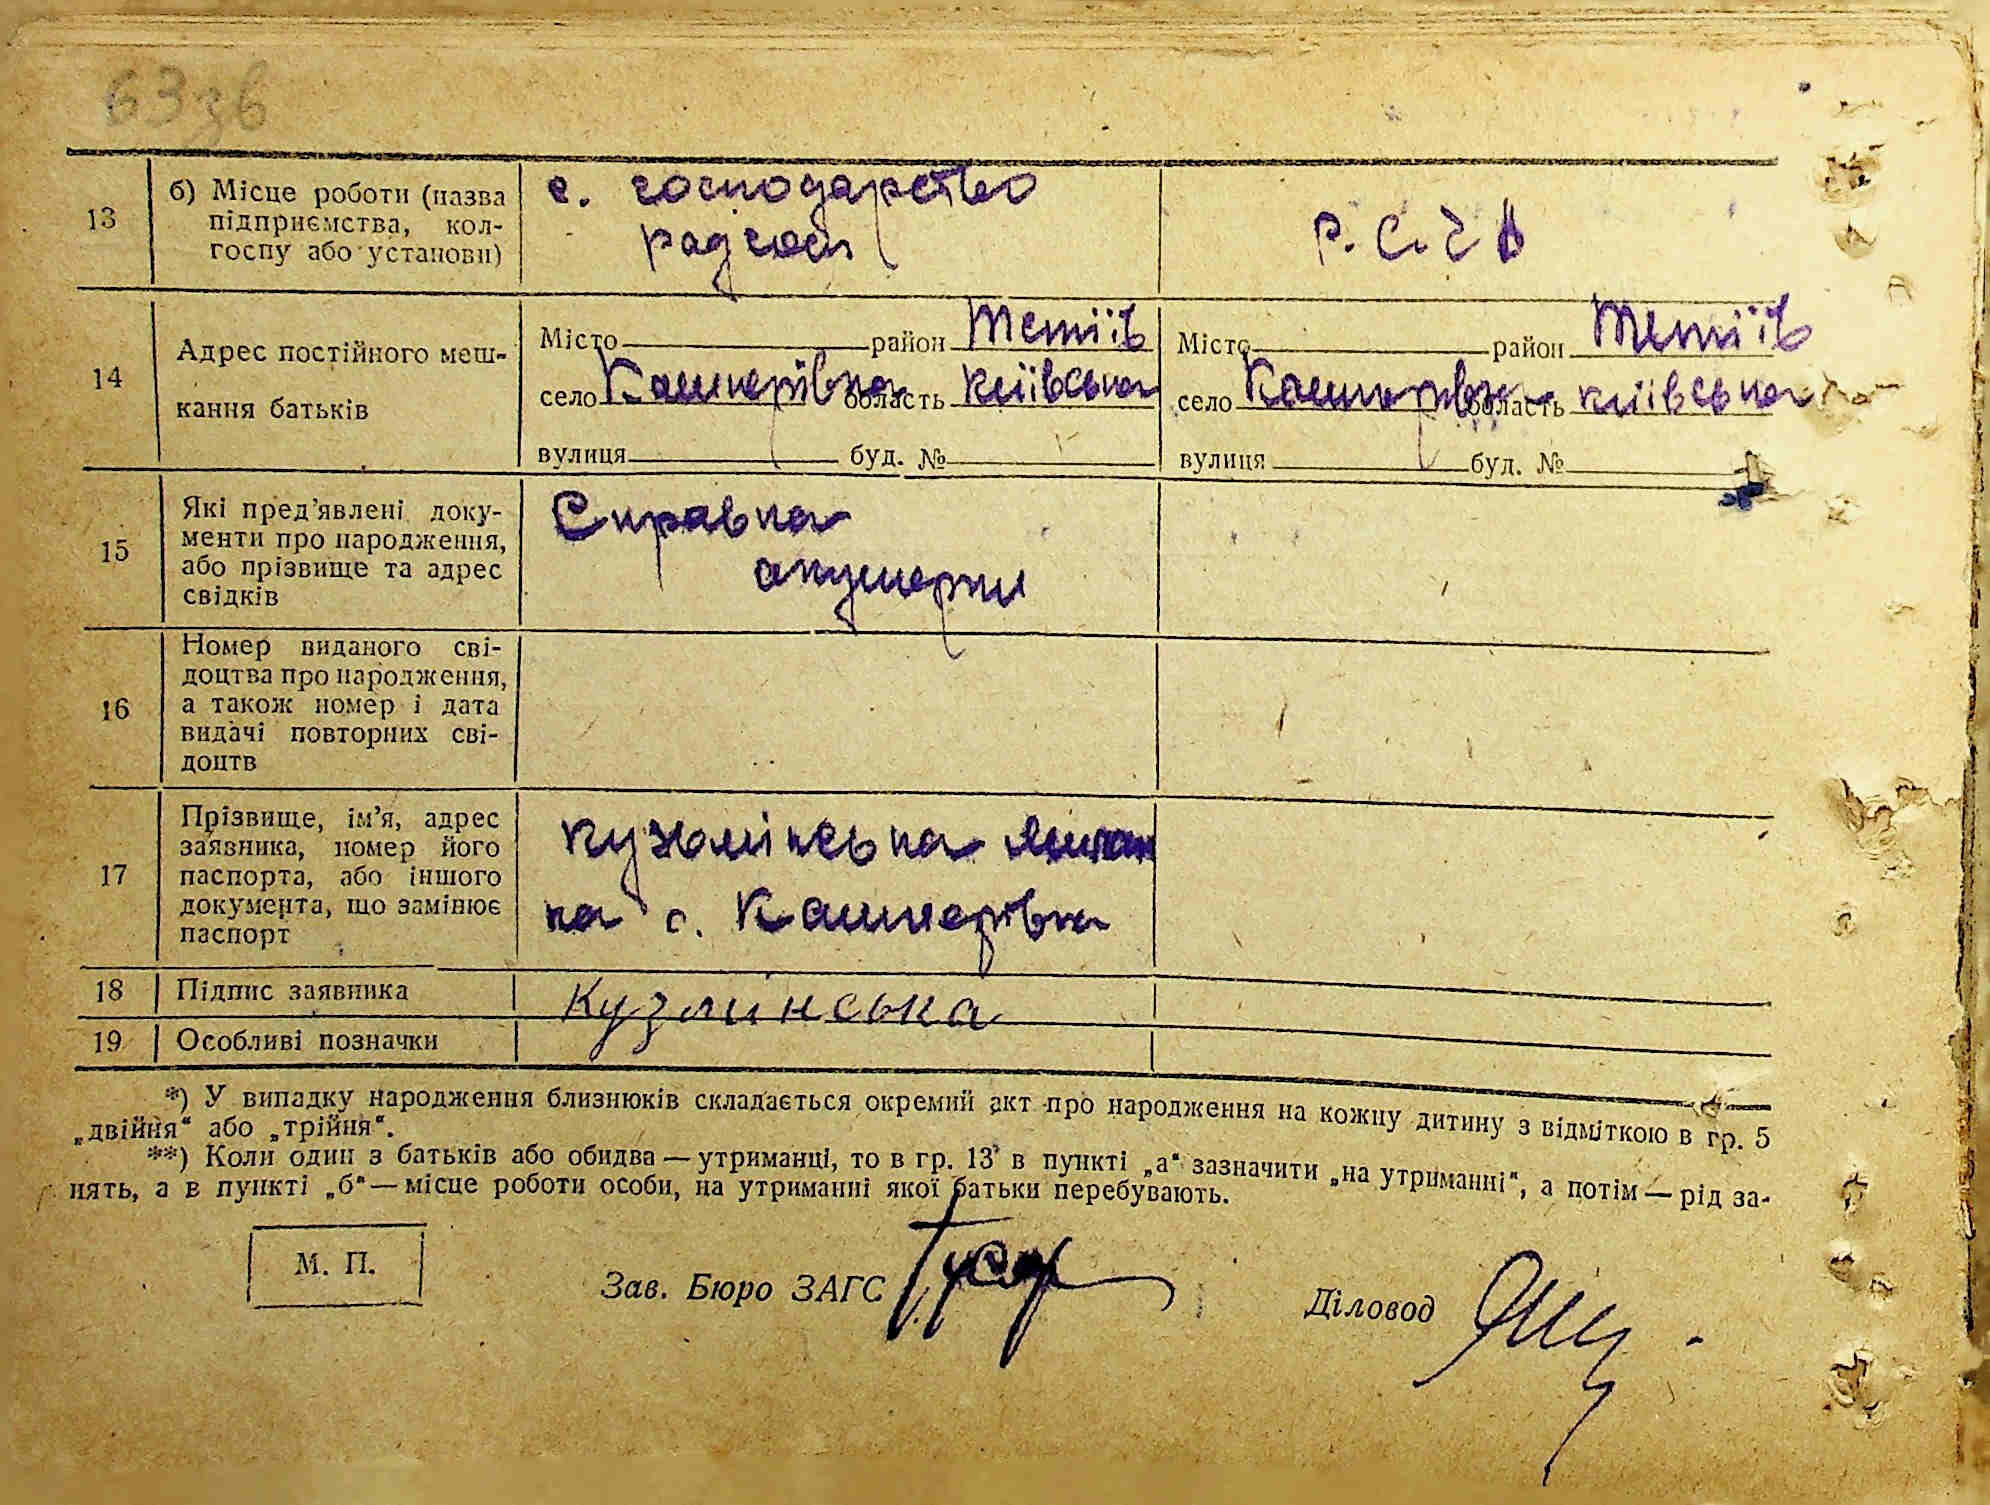 63зв
13
б) Місце роботи (назва
підприємства, кол-
госпу або установи)
с. господарство
радгосп
14
Адрес постійного меш-
кання батьків
Місто район Тетіїв
село Кашперівка область київська
вулиця буд. №
Місто район Тетіїв
село Кашперівка область київська
вулиця буд. №
15
Які пред'явлені доку-
менти про народження,
або прізвище та адрес
свідків
Справка
акушерки
16
Номер виданого сві-
доцтва про народження,
а також номер і дата
видачі повторних сві-
доцтв
17
Прізвище, ім'я, адрес
заявника, номер його
паспорта, або іншого
документа, що замінює
паспорт
кузьмінська
с. Кашперівка
18
Підпис заявника
Кузмінська
19
Особливі позначки
*) У випадку народження близнюків складається окремий акт про народження на кожну дитину з відміткою в гр. 5
„двійня“ або „трійня“.
**) Коли один з батьків або обидва — утриманці, то в гр. 13 в пункті „а“ зазначити „на утриманні“, а потім — рід за-
нять, а в пункті „б“ — місце роботи особи, на утриманні якої батьки перебувають.
М. П.
Зав. Бюро ЗАГС
Діловод